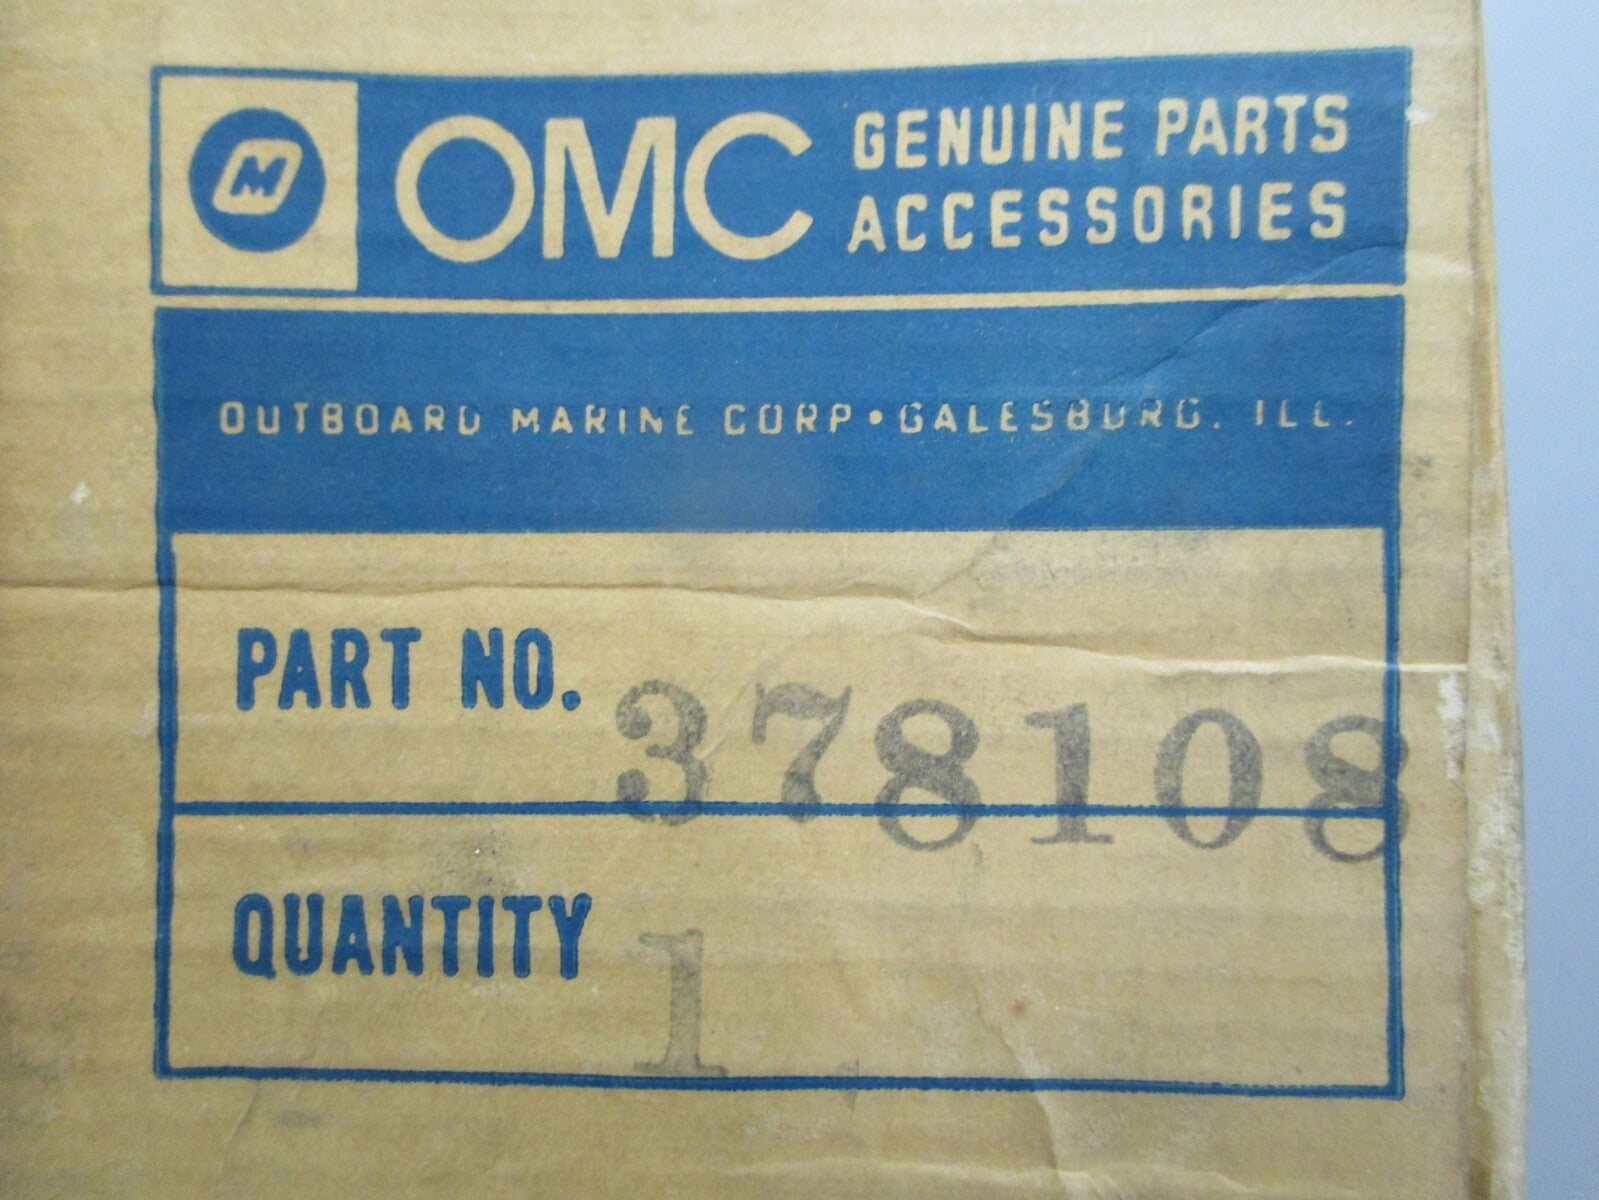 M
OMC
GENUINE PARTS
ACCESSORIES
OUTBOARD MARINE CORP • GALESBURG, ILL.
PART NO. 378108
QUANTITY 1